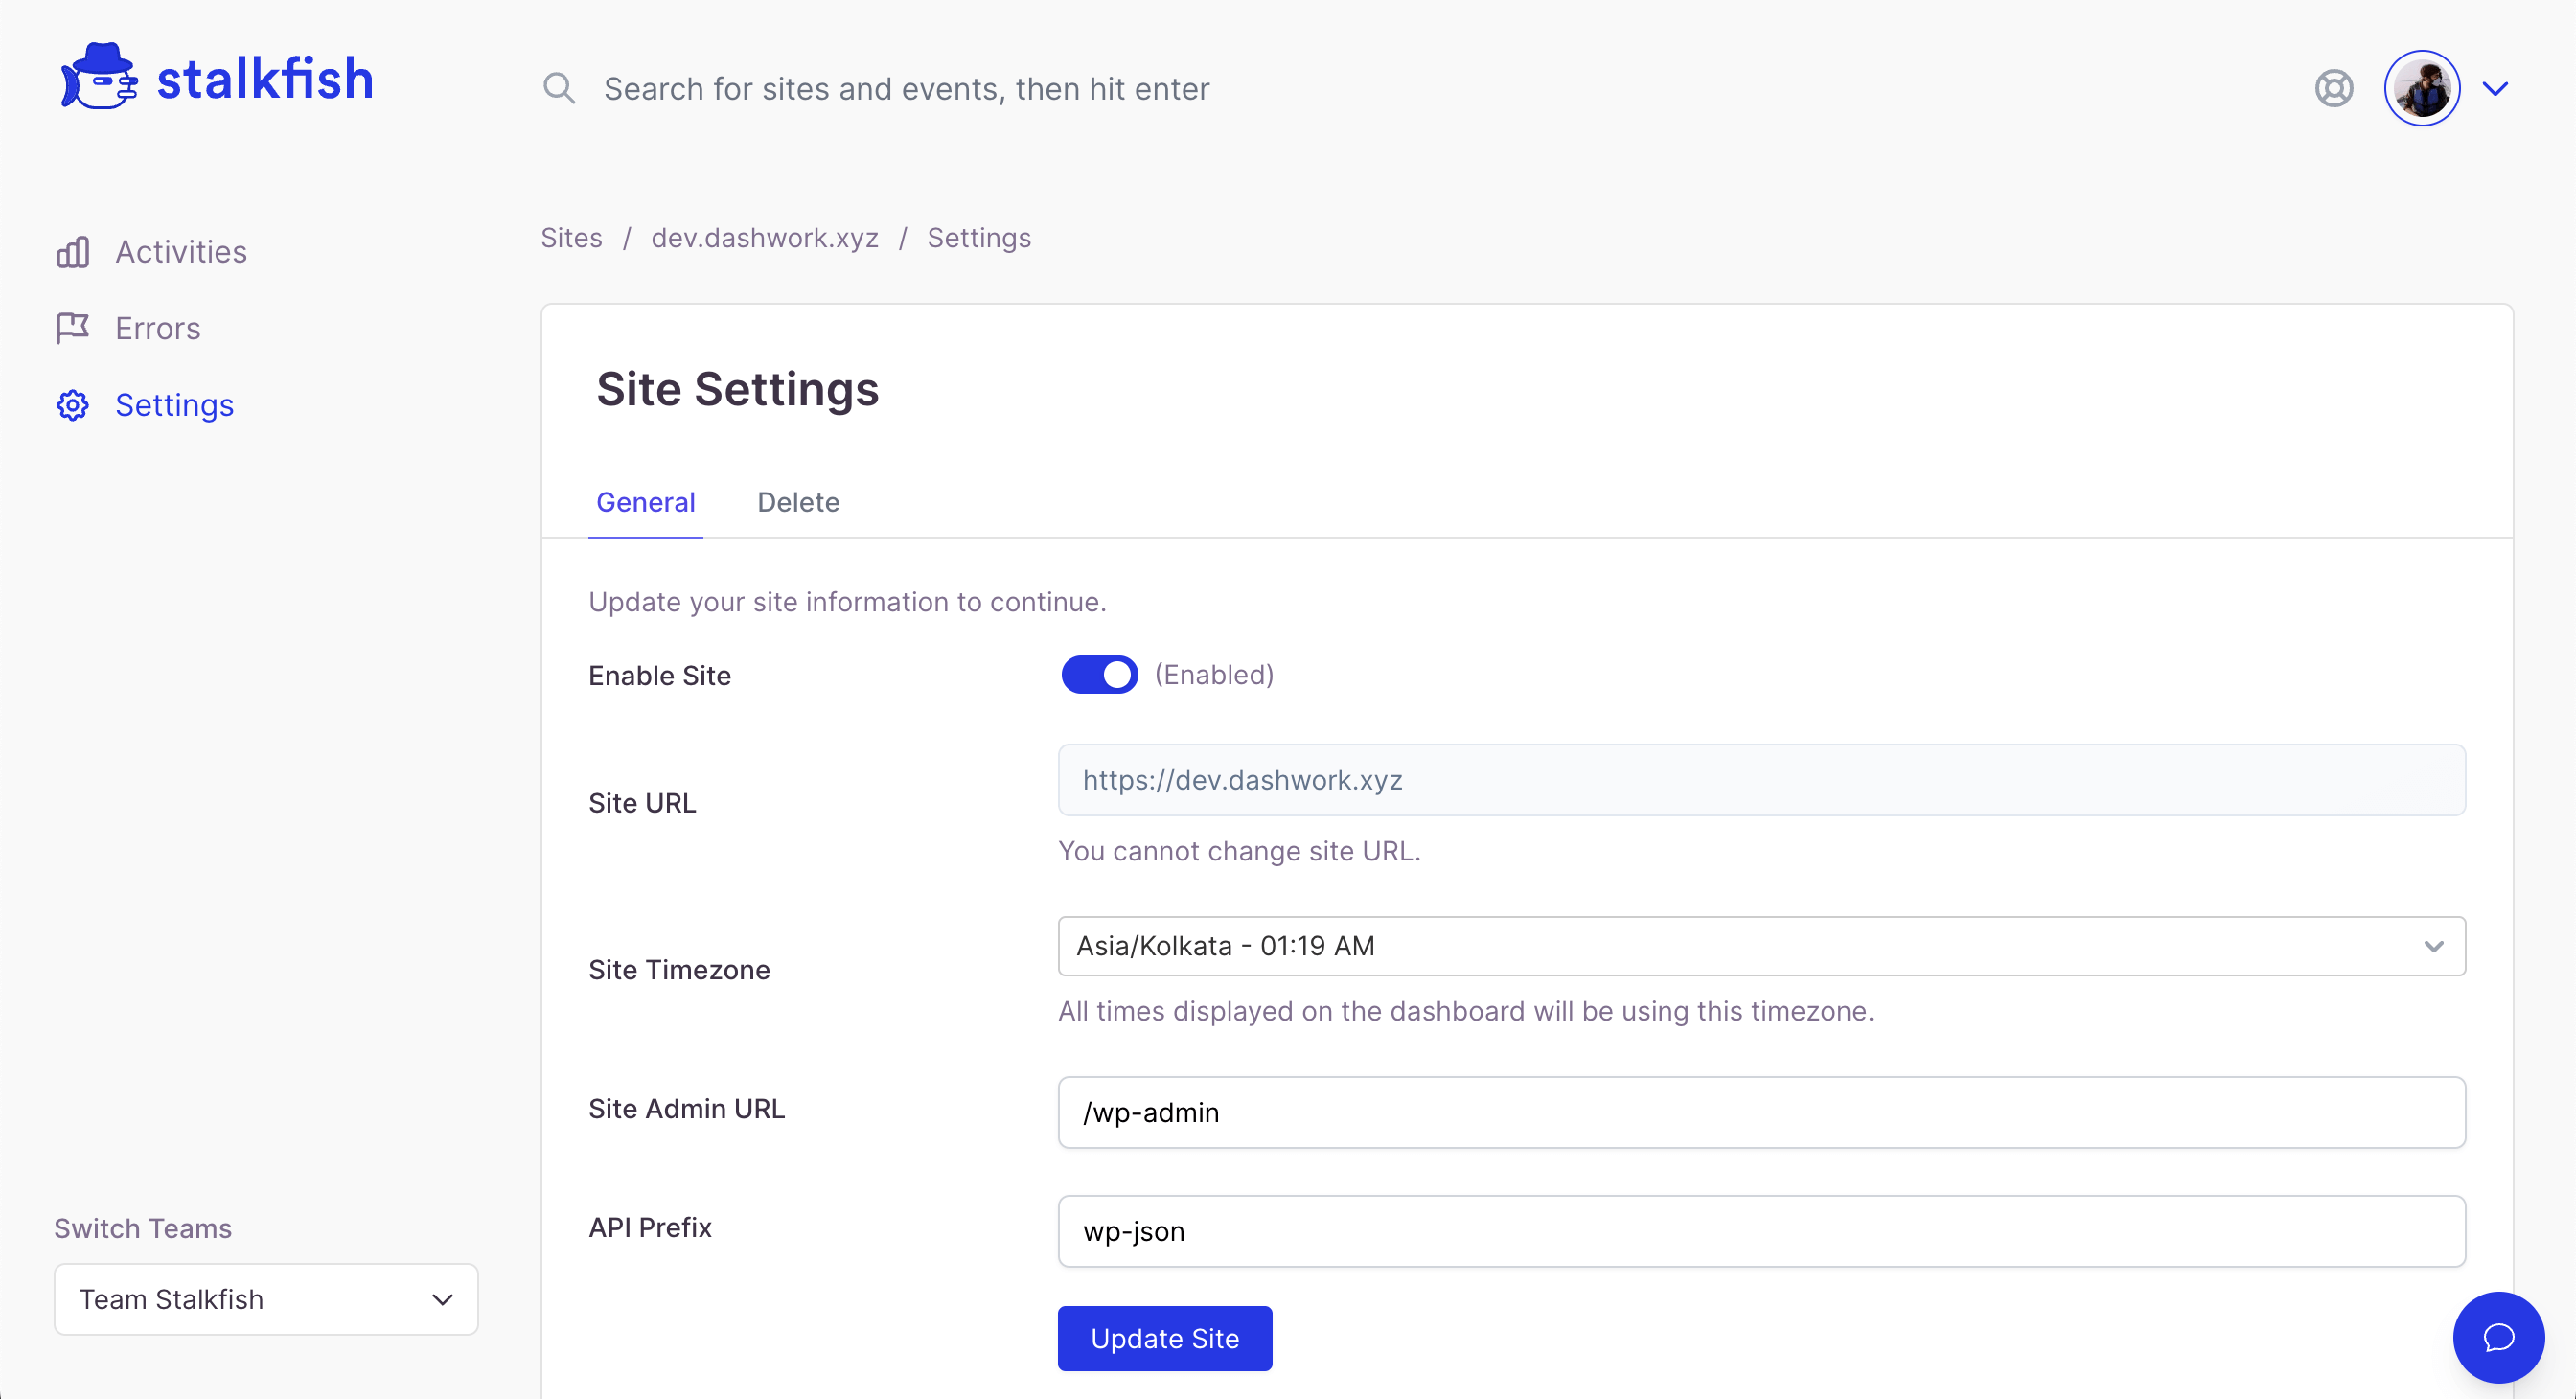 stalkfish
Search for sites and events, then hit enter
Activities
Errors
Settings
Switch Teams
Team Stalkfish
Sites / dev.dashwork.xyz / Settings
Site Settings
General Delete
Update your site information to continue.
Enable Site (Enabled)
Site URL https://dev.dashwork.xyz
You cannot change site URL.
Site Timezone Asia/Kolkata - 01:19 AM
All times displayed on the dashboard will be using this timezone.
Site Admin URL /wp-admin
API Prefix wp-json
Update Site